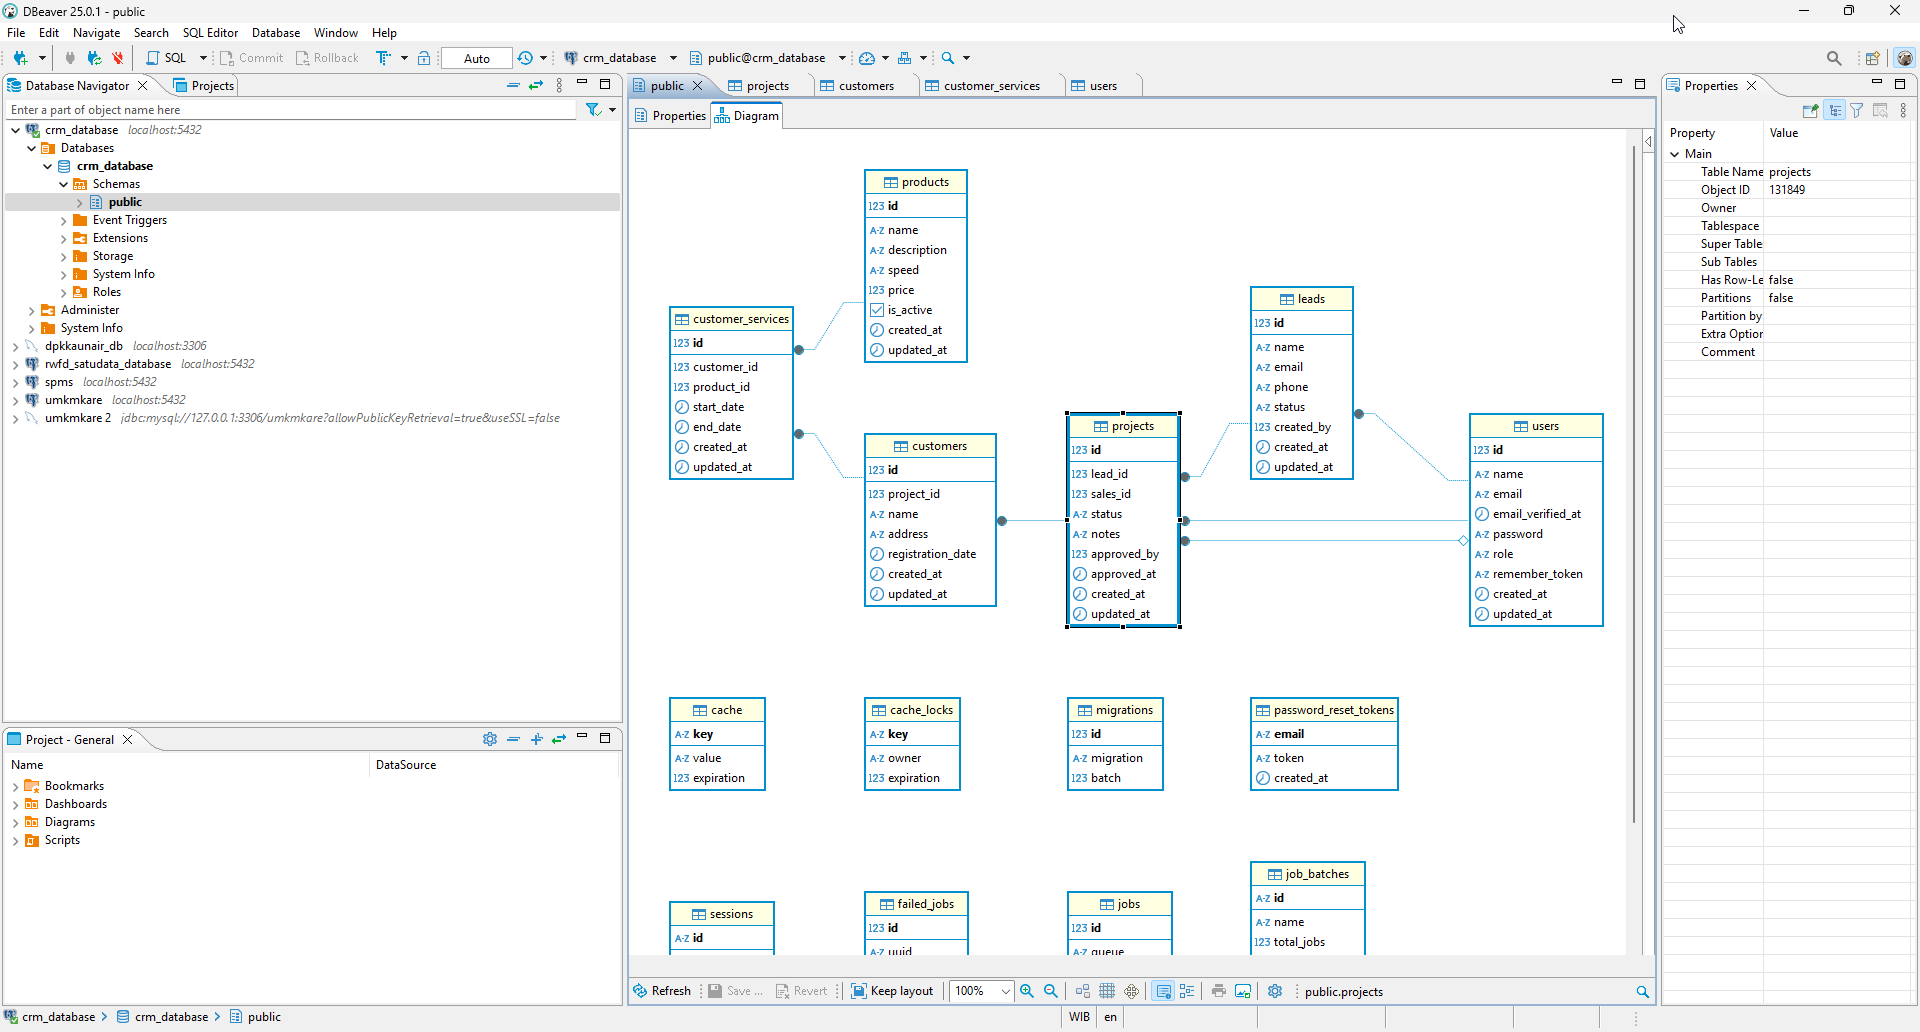 DBeaver 25.0.1 - public
File Edit Navigate Search SQL Editor Database Window Help
SQL Commit Rollback Auto crm_database public@crm_database
Database Navigator Projects
Enter a part of object name here
crm_database localhost:5432
Databases
crm_database
Schemas
public
Event Triggers
Extensions
Storage
System Info
Roles
Administer
System Info
dpkkaunair_db localhost:3306
rwfd_satudata_database localhost:5432
spms localhost:5432
umkmkare localhost:5432
umkmkare 2 jdbc:mysql://127.0.0.1:3306/umkmkare?allowPublicKeyRetrieval=true&useSSL=false
Project - General
Name DataSource
Bookmarks
Dashboards
Diagrams
Scripts
public projects customers customer_services users
Properties Diagram
products
123 id
A-Z name
A-Z description
A-Z speed
123 price
is_active
created_at
updated_at
customer_services
123 id
123 customer_id
123 product_id
start_date
end_date
created_at
updated_at
customers
123 id
123 project_id
A-Z name
A-Z address
registration_date
created_at
updated_at
projects
123 id
123 lead_id
123 sales_id
A-Z status
A-Z notes
123 approved_by
approved_at
created_at
updated_at
leads
123 id
A-Z name
A-Z email
A-Z phone
A-Z status
123 created_by
created_at
updated_at
users
123 id
A-Z name
A-Z email
email_verified_at
A-Z password
A-Z role
A-Z remember_token
created_at
updated_at
cache
A-Z key
A-Z value
123 expiration
cache_locks
A-Z key
A-Z owner
123 expiration
migrations
123 id
A-Z migration
123 batch
password_reset_tokens
A-Z email
A-Z token
created_at
sessions
A-Z id
failed_jobs
123 id
A-Z uuid
jobs
123 id
A-Z queue
job_batches
A-Z id
A-Z name
123 total_jobs
Refresh Save ... Revert Keep layout 100% public.projects
Properties
Property Value
Main
Table Name projects
Object ID 131849
Owner
Tablespace
Super Table
Sub Tables
Has Row-Le false
Partitions false
Partition by
Extra Option
Comment
crm_database crm_database public WIB en